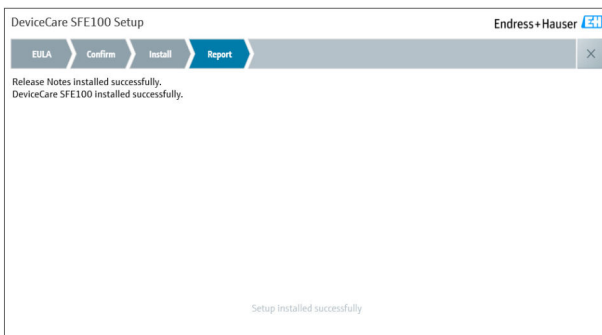 DeviceCare SFE100 Setup
Endress+Hauser EH
EULA Confirm Install Report
Release Notes installed successfully.
DeviceCare SFE100 installed successfully.
Setup installed successfully